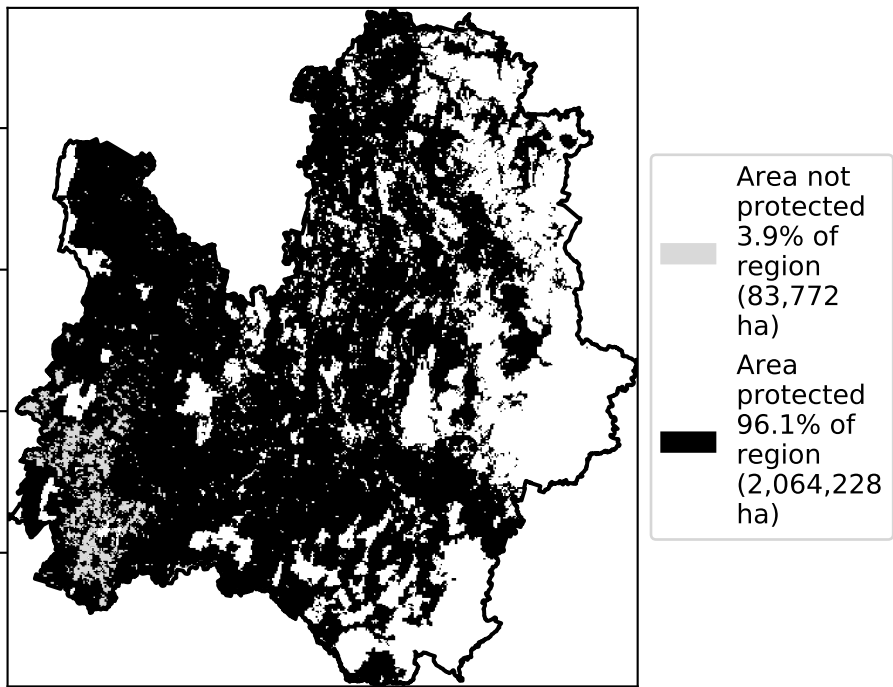 Area not
protected
3.9% of
region
(83,772
ha)
Area
protected
96.1% of
region
(2,064,228
ha)